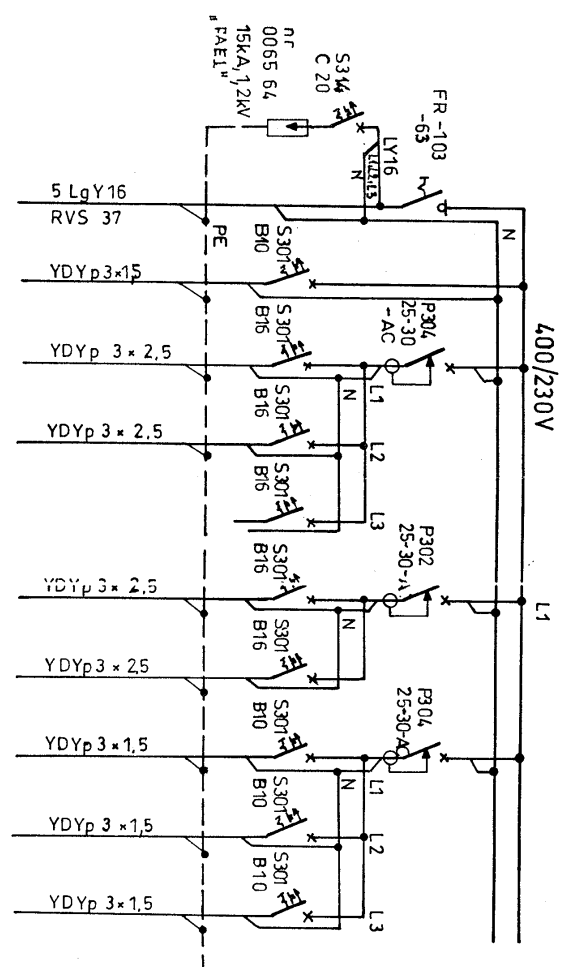 FR-103
-63
S314
C 20
nr
0065 64
15kA,1,2kV
"FAEL"
LY16
L1,L2,L3
N
N
5 LgY16
RVS 37
PE
400/230V
YDYp 3×1,5
S301
B10
YDYp 3 × 2,5
S301
B16
P304
25-30
-AC
L1
N
YDYp 3 × 2,5
S301
B16
L2
S301
B16
L3
YDYp 3 × 2,5
S301
B16
P302
25-30-A
N
L1
YDYp 3 × 2,5
S301
B16
YDYp 3 ×1,5
S301
B10
P304
25-30-A
L1
N
YDYp 3 ×1,5
S301
B10
L2
YDYp 3 ×1,5
S301
B10
L3